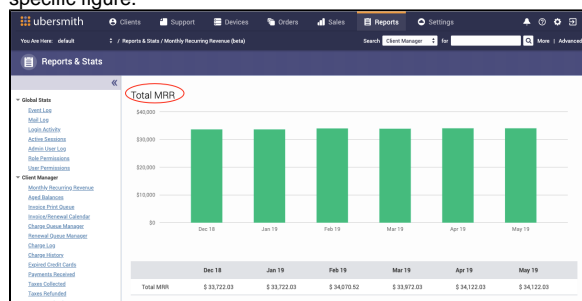 specific figure.
ubersmith Clients Support Devices Orders Sales Reports Settings
You Are Here: default / Reports & Stats / Monthly Recurring Revenue (beta) Search Client Manager for More | Advanced
Reports & Stats
«
Total MRR
Global Stats
Event Log
Mail Log
Login Activity
Active Sessions
Admin User Log
Role Permissions
User Permissions
Client Manager
Monthly Recurring Revenue
Aged Balances
Invoice Print Queue
Invoice/Renewal Calendar
Charge Queue Manager
Renewal Queue Manager
Charge Log
Charge History
Expired Credit Cards
Payments Received
Taxes Collected
Taxes Refunded
$40,000
$30,000
$20,000
$10,000
$0
Dec 18 Jan 19 Feb 19 Mar 19 Apr 19 May 19
Dec 18 Jan 19 Feb 19 Mar 19 Apr 19 May 19
Total MRR $ 33,722.03 $ 33,722.03 $ 34,070.52 $ 33,972.03 $ 34,122.03 $ 34,122.03